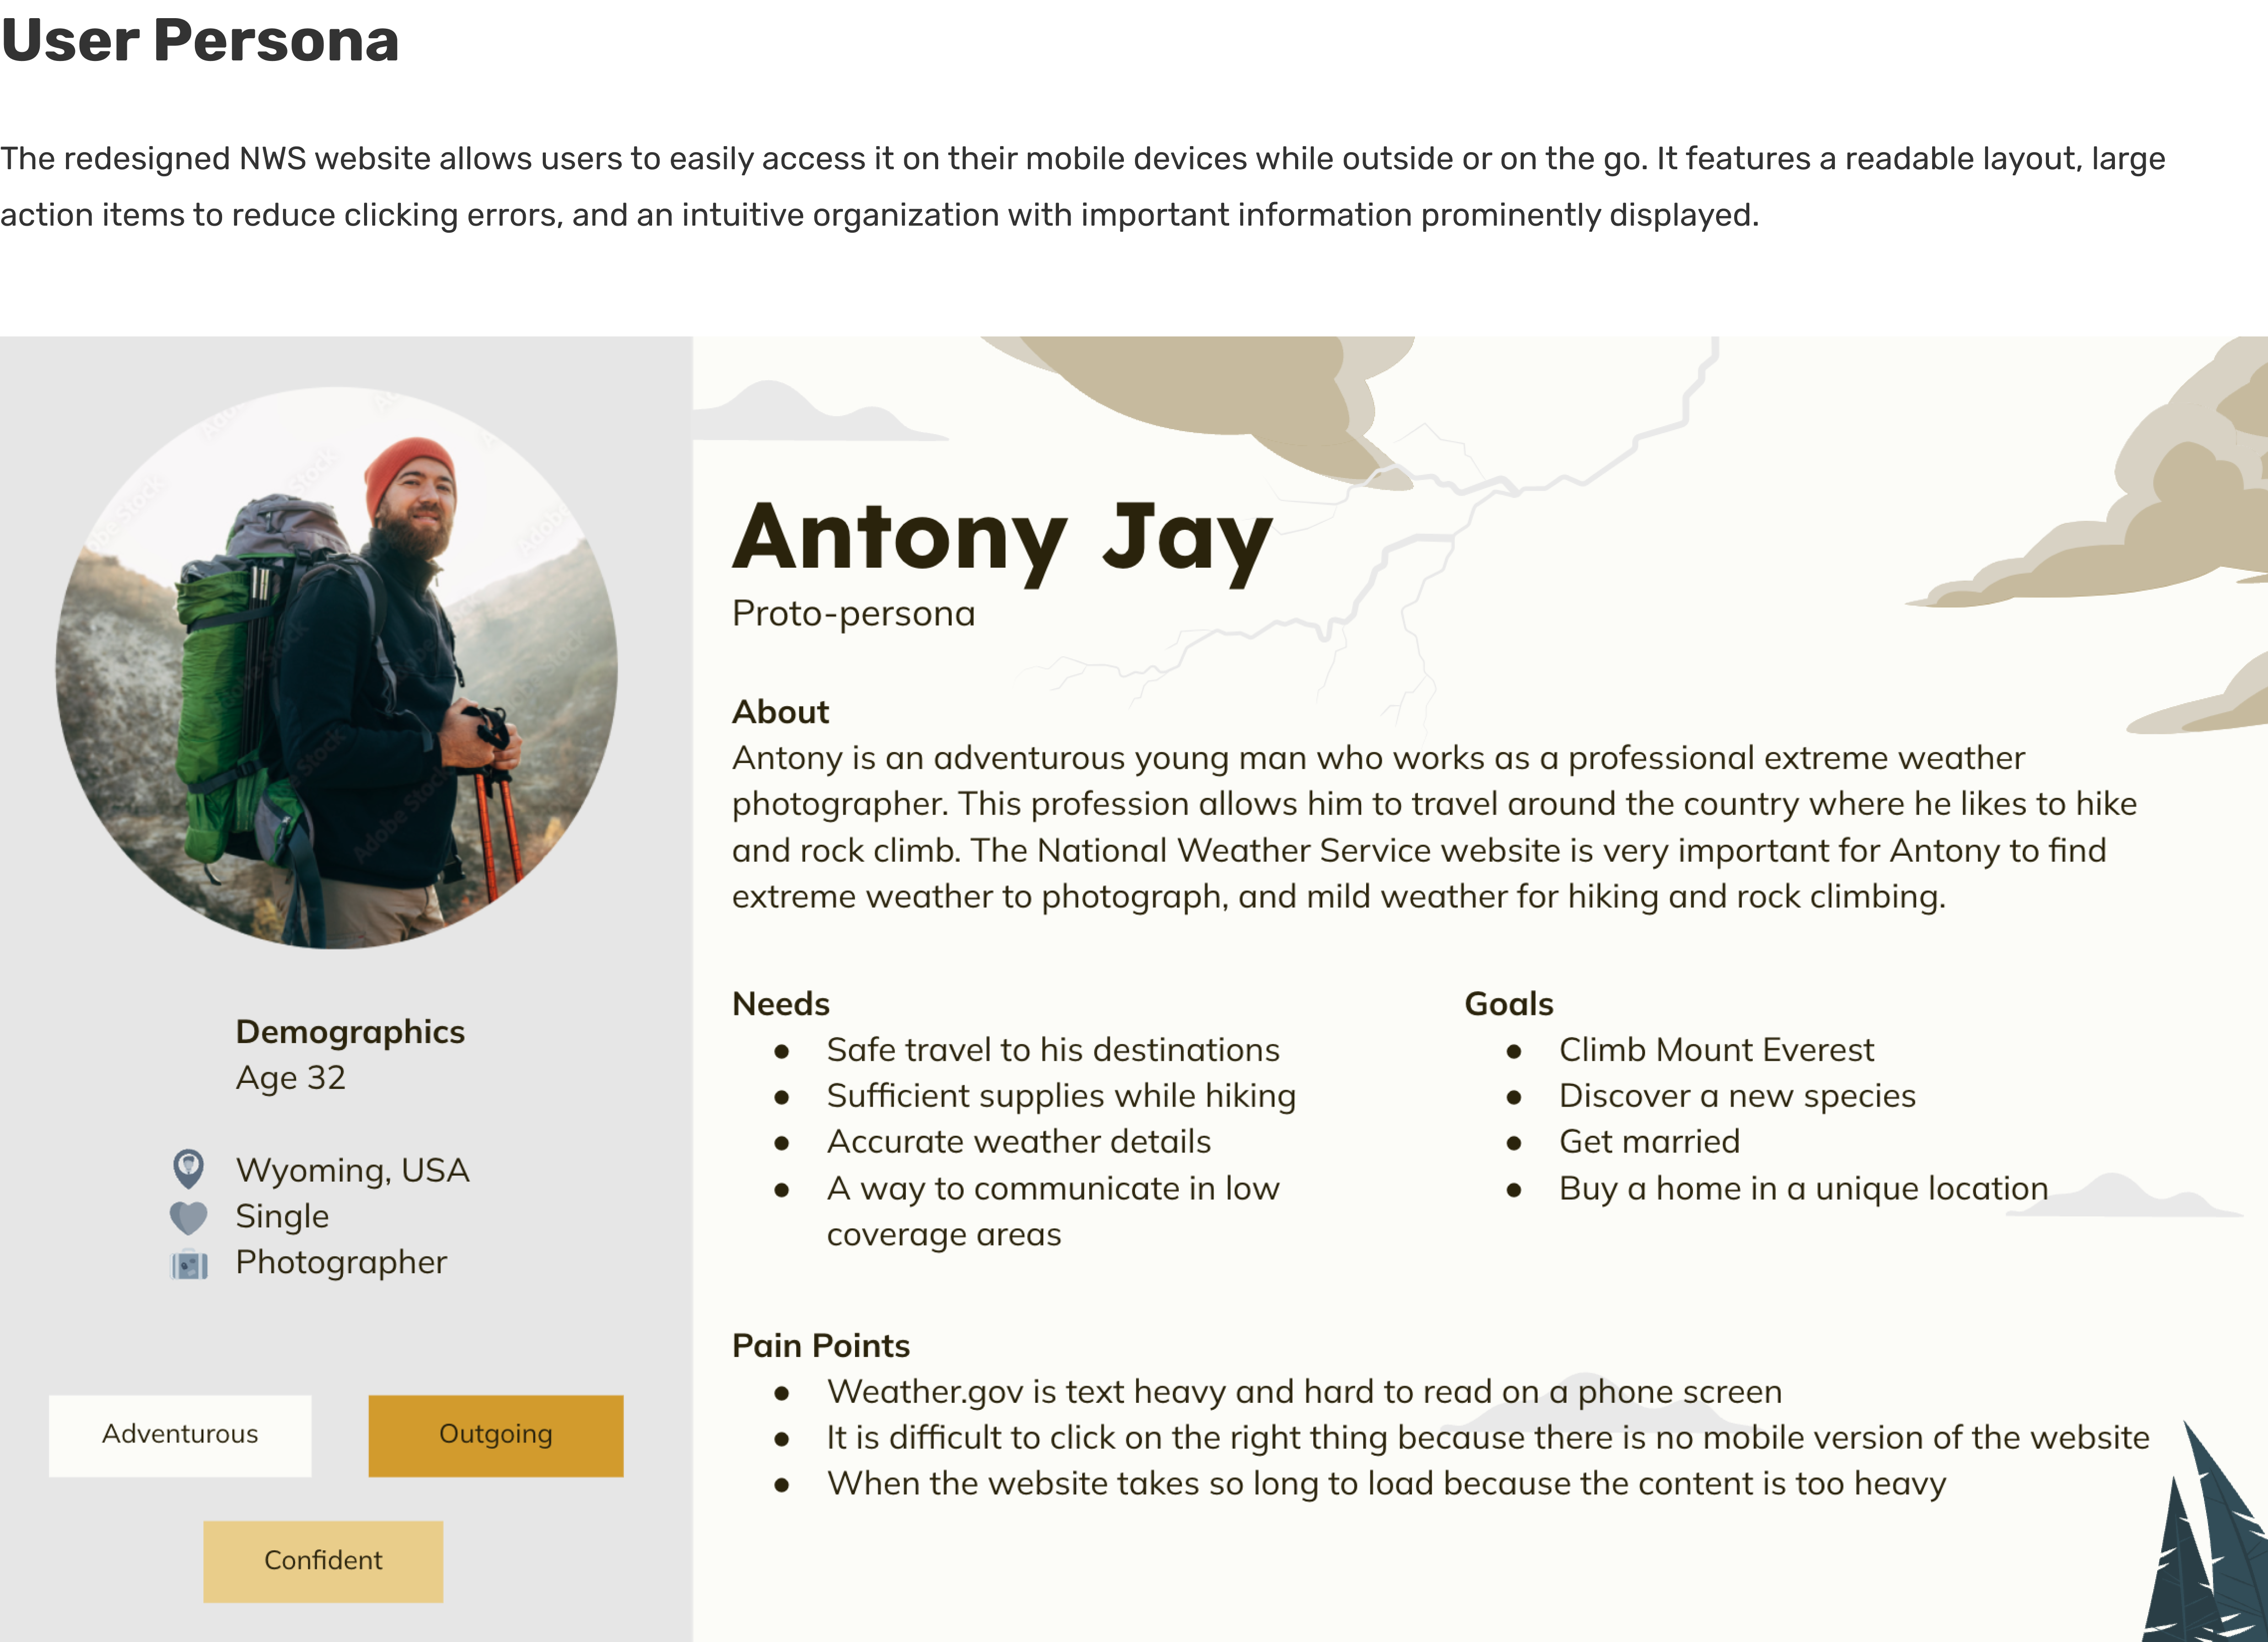 User Persona
The redesigned NWS website allows users to easily access it on their mobile devices while outside or on the go. It features a readable layout, large
action items to reduce clicking errors, and an intuitive organization with important information prominently displayed.
Adobe Stock
Antony Jay
Proto-persona
About
Antony is an adventurous young man who works as a professional extreme weather
photographer. This profession allows him to travel around the country where he likes to hike
and rock climb. The National Weather Service website is very important for Antony to find
extreme weather to photograph, and mild weather for hiking and rock climbing.
Demographics
Age 32
Wyoming, USA
Single
Photographer
Adventurous
Outgoing
Confident
Needs
● Safe travel to his destinations
● Sufficient supplies while hiking
● Accurate weather details
● A way to communicate in low
coverage areas
Goals
● Climb Mount Everest
● Discover a new species
● Get married
● Buy a home in a unique location
Pain Points
● Weather.gov is text heavy and hard to read on a phone screen
● It is difficult to click on the right thing because there is no mobile version of the website
● When the website takes so long to load because the content is too heavy